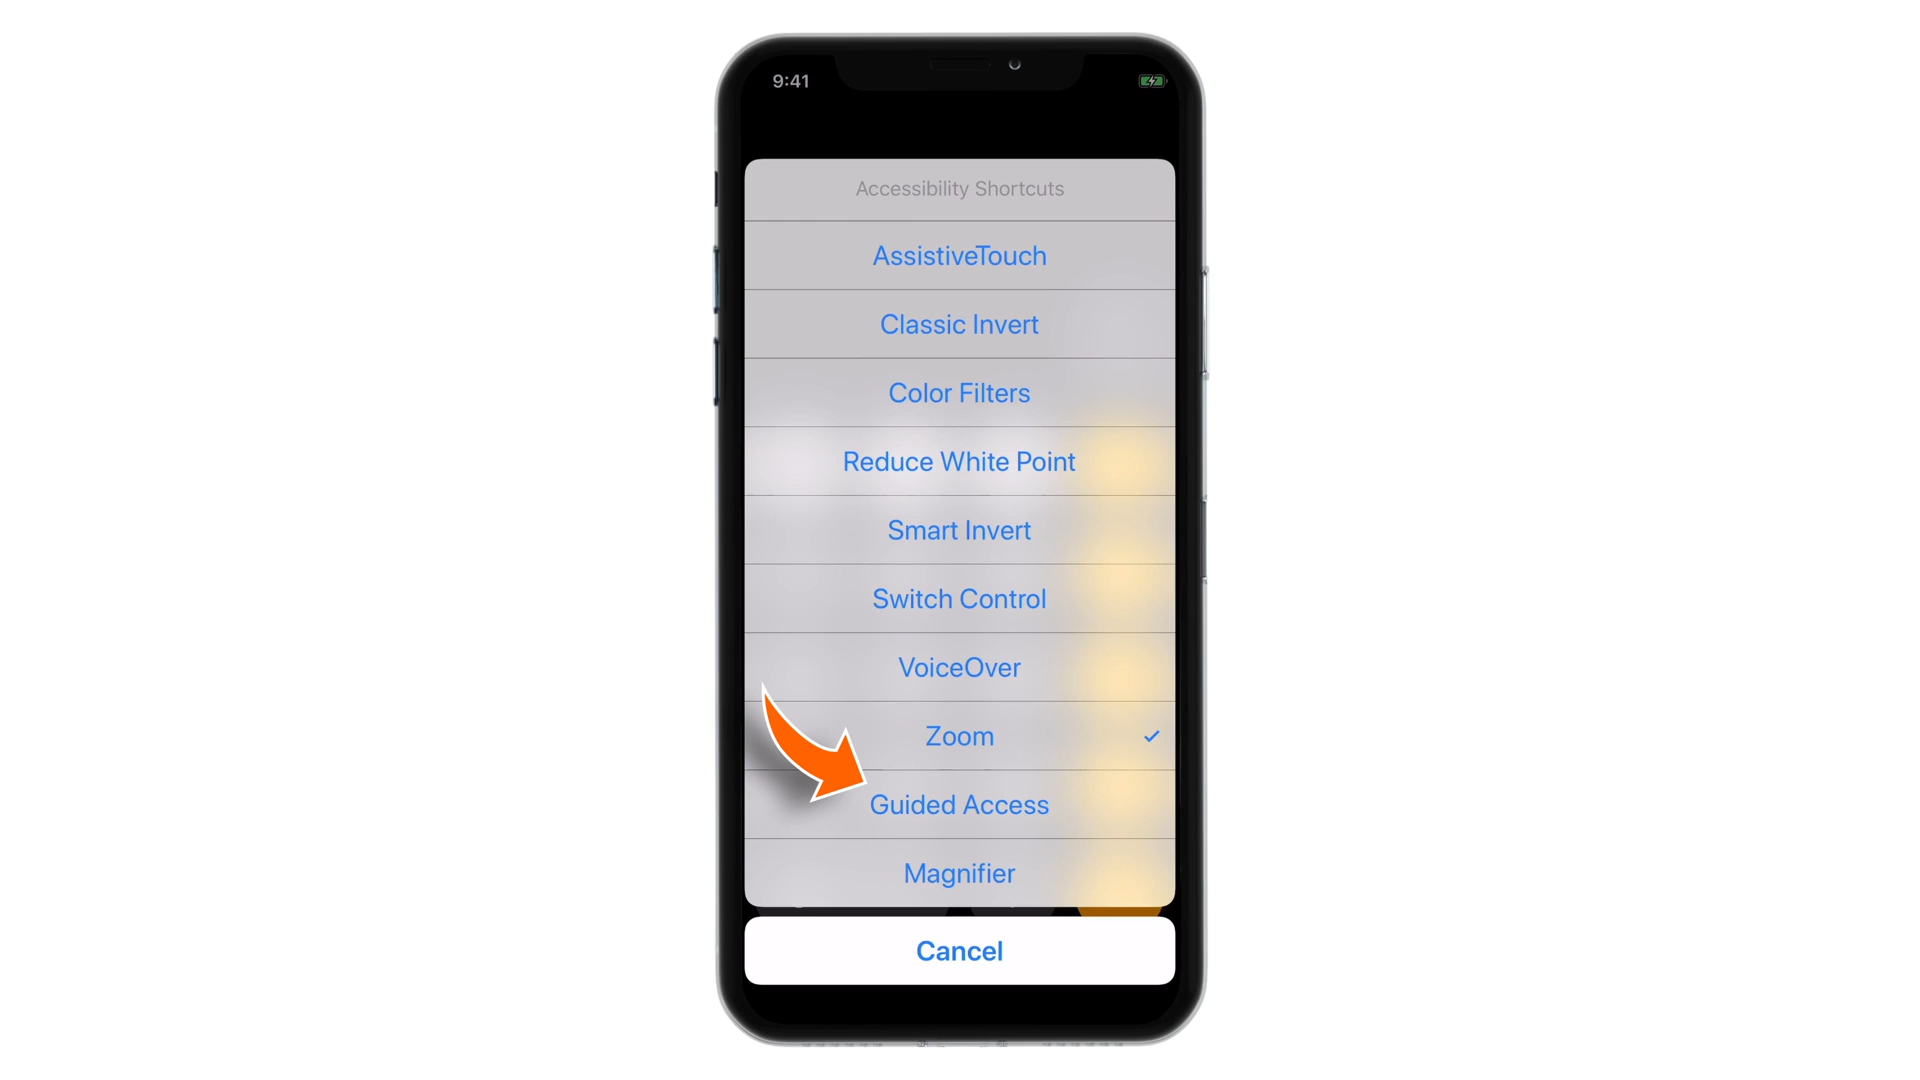 9:41
Accessibility Shortcuts
AssistiveTouch
Classic Invert
Color Filters
Reduce White Point
Smart Invert
Switch Control
VoiceOver
Zoom
Guided Access
Magnifier
Cancel